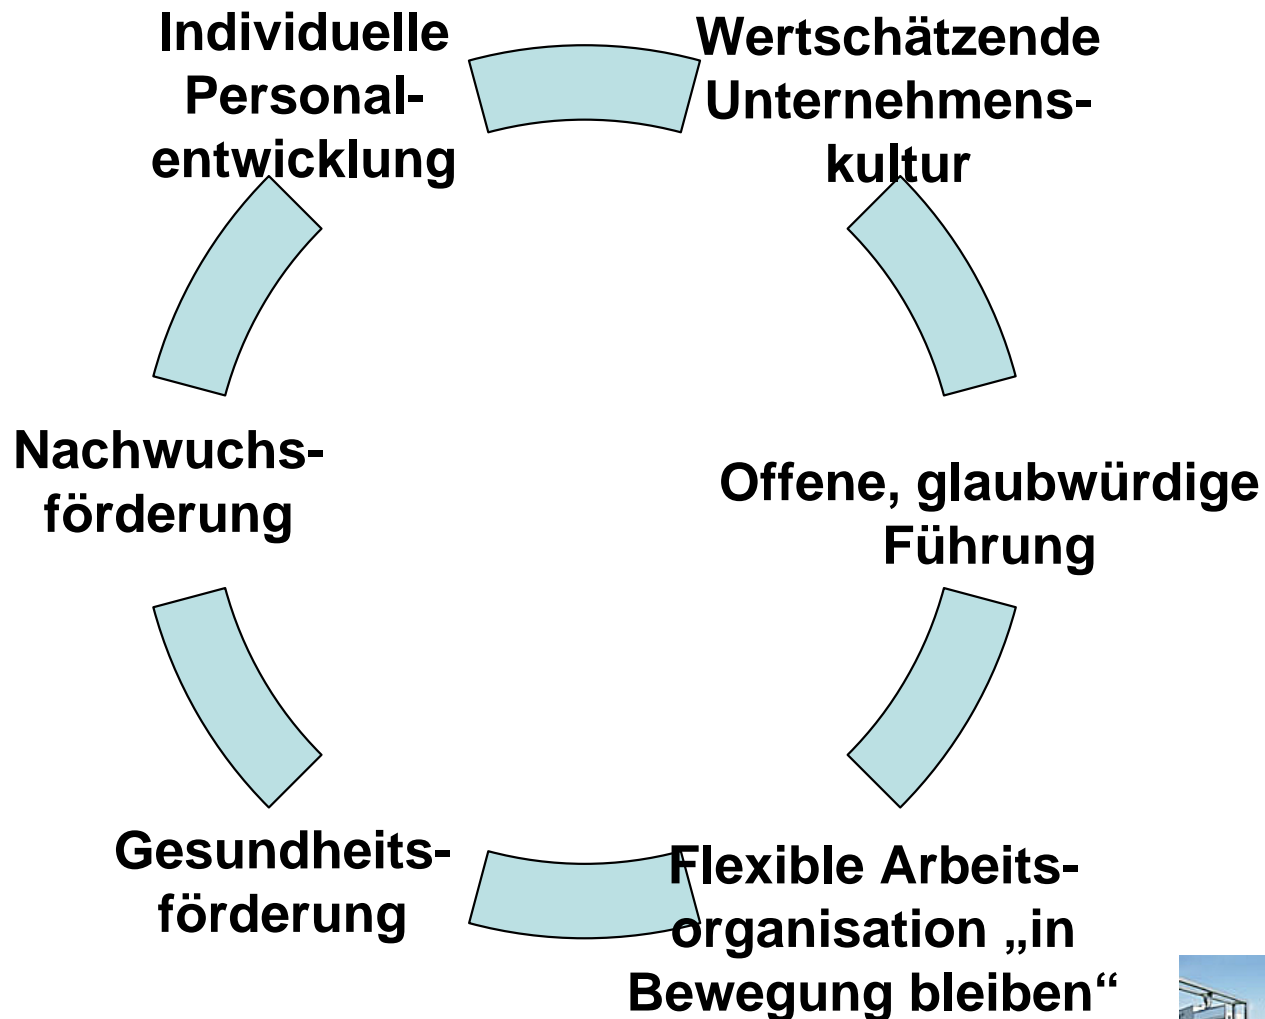 Individuelle
Personal-
entwicklung
Wertschätzende
Unternehmens-
kultur
Offene, glaubwürdige
Führung
Flexible Arbeits-
organisation „in
Bewegung bleiben“
Gesundheits-
förderung
Nachwuchs-
förderung